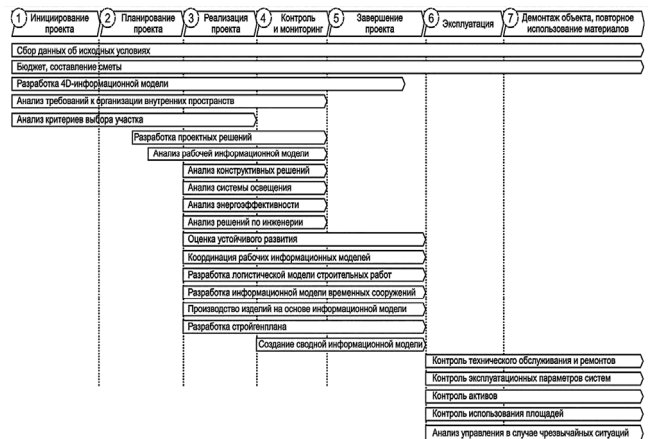 1 Инициирование
проекта
2 Планирование
проекта
3 Реализация
проекта
4 Контроль
и мониторинг
5 Завершение
проекта
6 Эксплуатация
7 Демонтаж объекта, повторное
использование материалов
Сбор данных об исходных условиях
Бюджет, составление сметы
Разработка 4D-информационной модели
Анализ требований к организации внутренних пространств
Анализ критериев выбора участка
Разработка проектных решений
Анализ рабочей информационной модели
Анализ конструктивных решений
Анализ системы освещения
Анализ энергоэффективности
Анализ решений по инженерии
Оценка устойчивого развития
Координация рабочих информационных моделей
Разработка логистической модели строительных работ
Разработка информационной модели временных сооружений
Производство изделий на основе информационной модели
Разработка стройгенплана
Создание сводной информационной модели
Контроль технического обслуживания и ремонтов
Контроль эксплуатационных параметров систем
Контроль активов
Контроль использования площадей
Анализ управления в случае чрезвычайных ситуаций